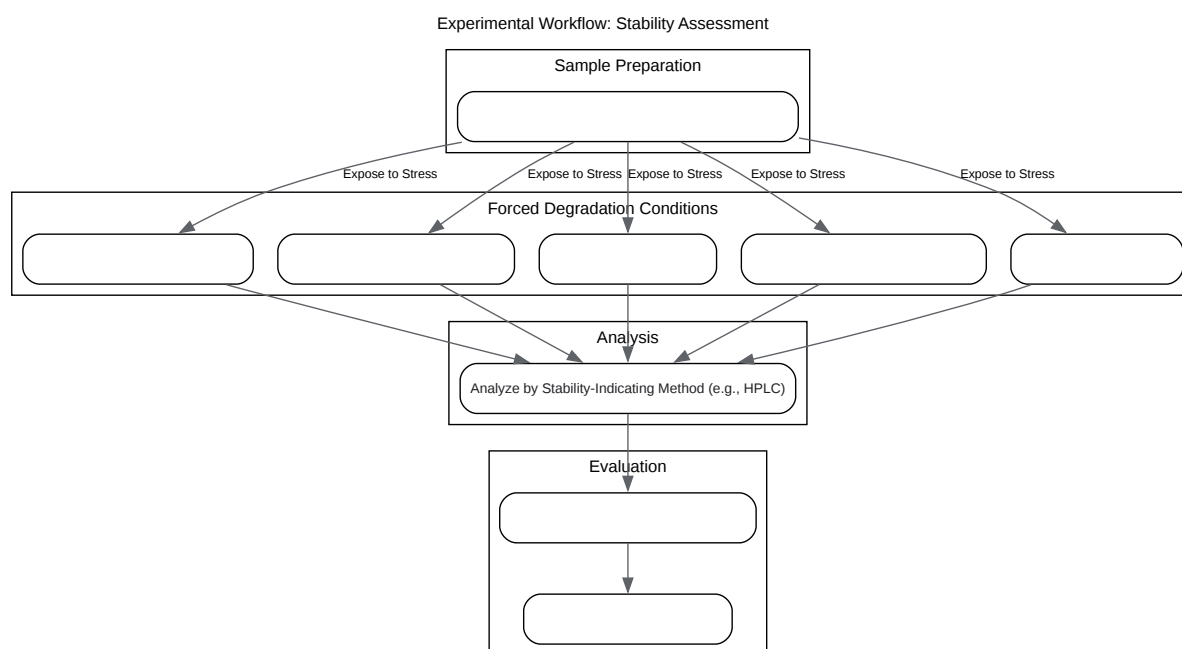 Experimental Workflow: Stability Assessment
Sample Preparation
Expose to Stress
Expose to Stress
Expose to Stress
Expose to Stress
Expose to Stress
Forced Degradation Conditions
Analysis
Analyze by Stability-Indicating Method (e.g., HPLC)
Evaluation